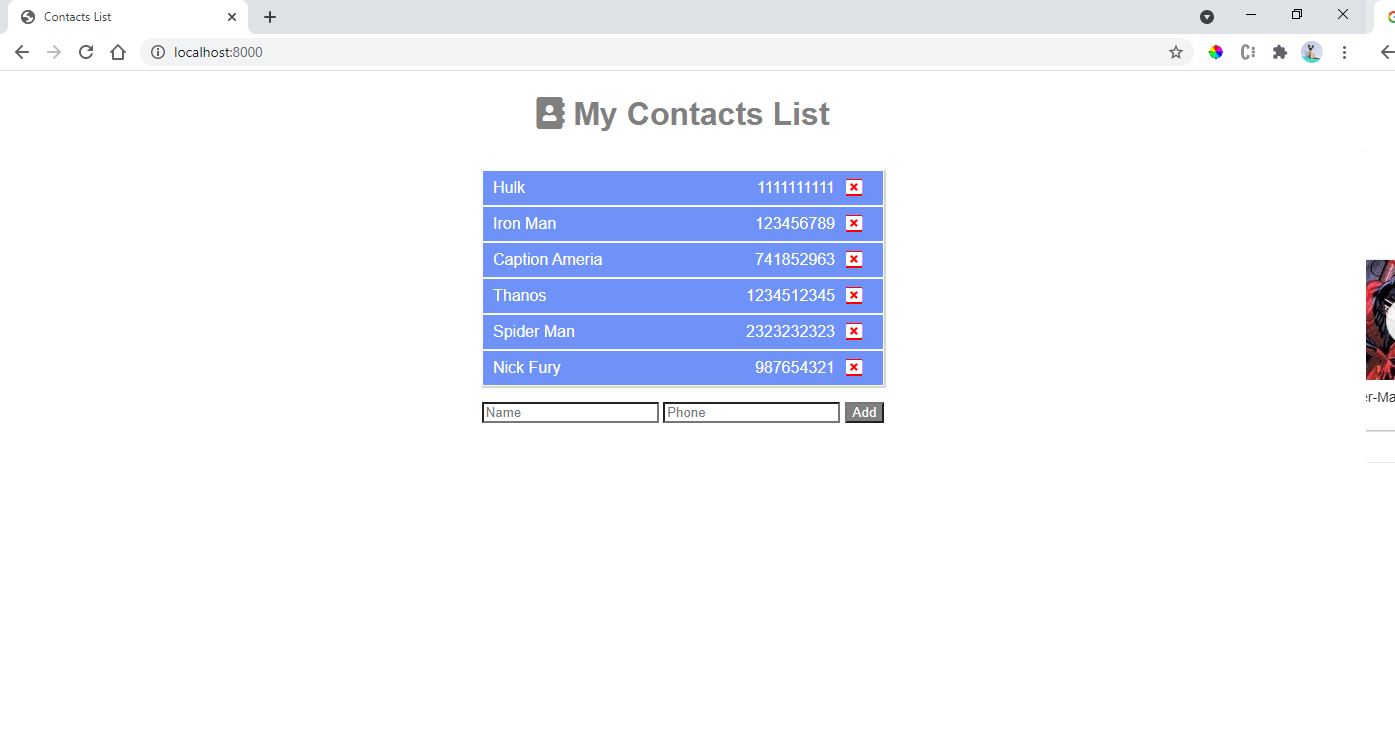 Contacts List
localhost:8000
My Contacts List
Hulk 1111111111
Iron Man 123456789
Caption Ameria 741852963
Thanos 1234512345
Spider Man 2323232323
Nick Fury 987654321
Name Phone Add
er-Ma